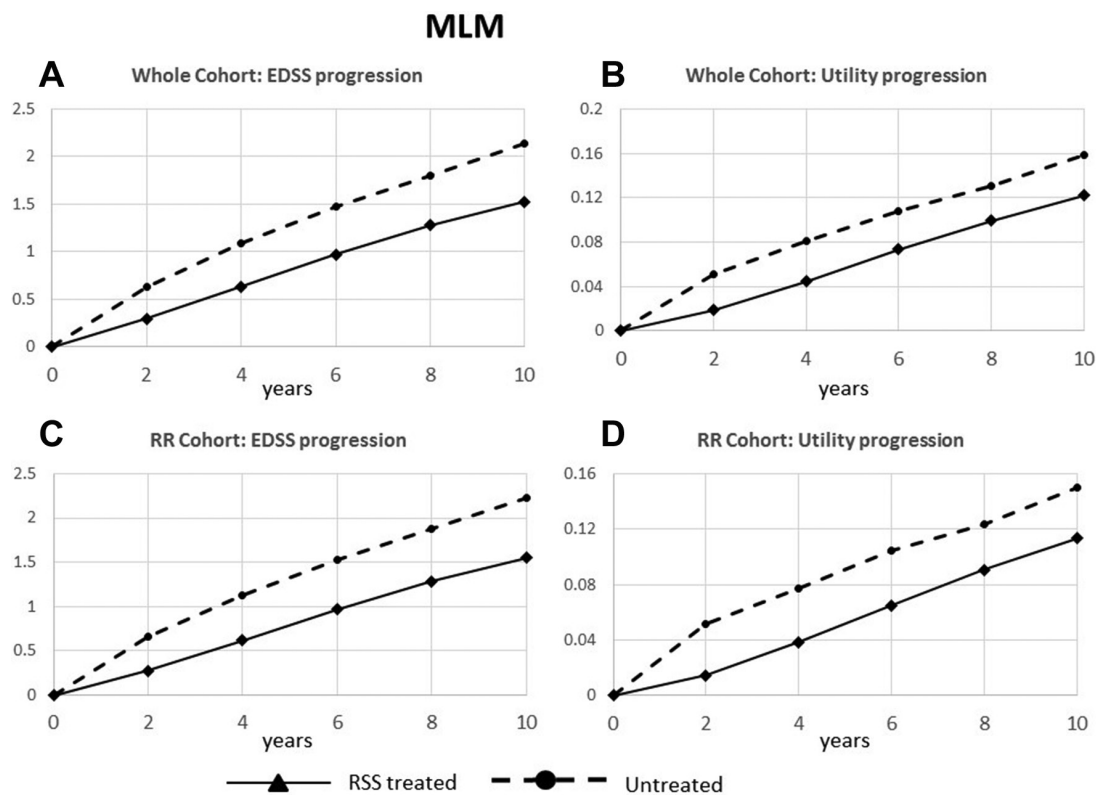 MLM
A
Whole Cohort: EDSS progression
2.5
2
1.5
1
0.5
0
0 2 4 6 8 10
years
B
Whole Cohort: Utility progression
0.2
0.16
0.12
0.08
0.04
0
0 2 4 6 8 10
years
C
RR Cohort: EDSS progression
2.5
2
1.5
1
0.5
0
0 2 4 6 8 10
years
D
RR Cohort: Utility progression
0.16
0.12
0.08
0.04
0
0 2 4 6 8 10
years
RSS treated
Untreated